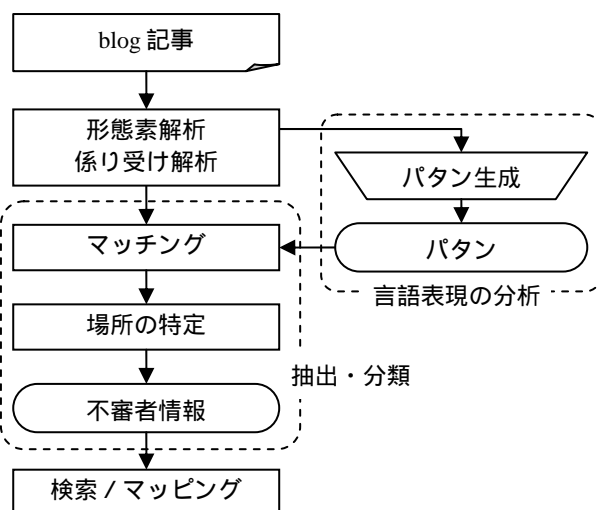 blog 記事
形態素解析
係り受け解析
パタン生成
マッチング
パタン
言語表現の分析
場所の特定
抽出・分類
不審者情報
検索 / マッピング